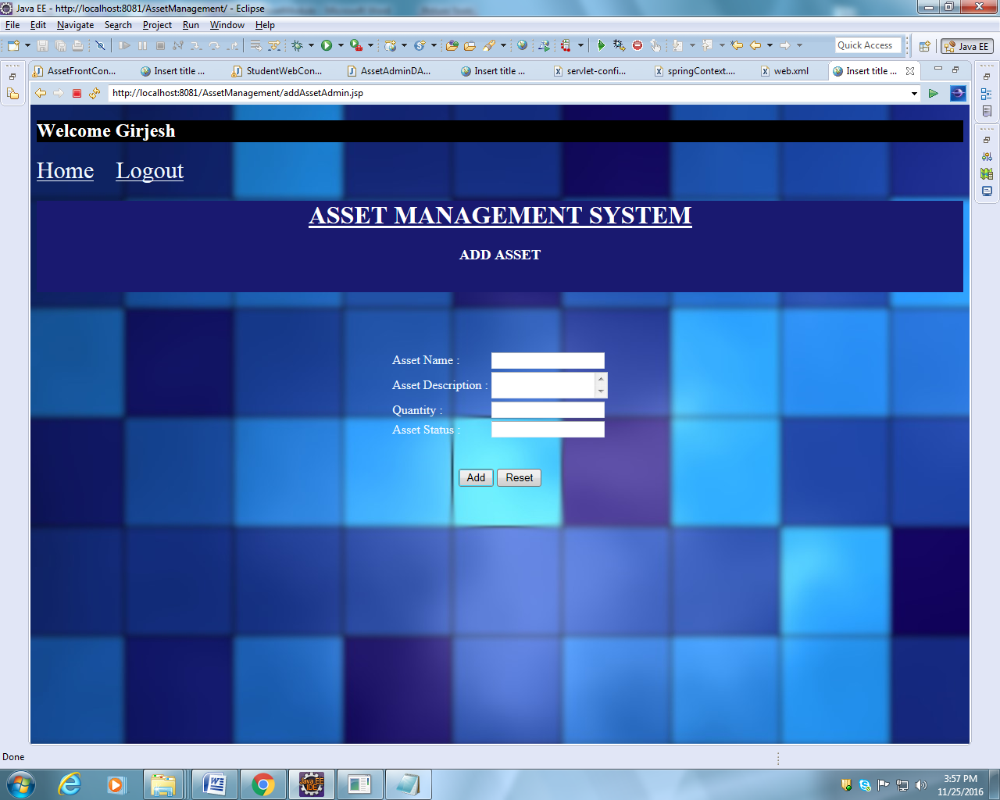 Java EE - http://localhost:8081/AssetManagement/ - Eclipse
File Edit Navigate Search Project Run Window Help
Quick Access
Java EE
AssetFrontCon...
Insert title ...
StudentWebCon...
AssetAdminDA...
Insert title ...
servlet-confi...
springContext....
web.xml
Insert title ...
http://localhost:8081/AssetManagement/addAssetAdmin.jsp
Welcome Girjesh
Home Logout
ASSET MANAGEMENT SYSTEM
ADD ASSET
Asset Name :
Asset Description :
Quantity :
Asset Status :
Add Reset
Done
Java EE
IDE
3:57 PM
11/25/2016